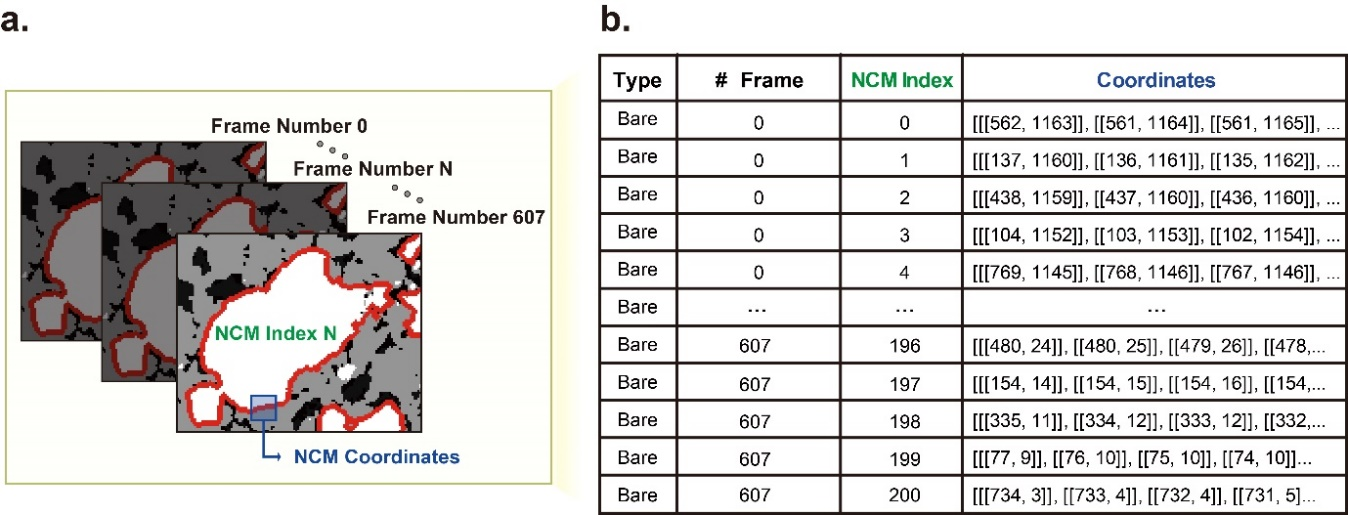 a.
Frame Number 0
Frame Number N
Frame Number 607
NCM Index N
NCM Coordinates
b.
Type # Frame NCM Index Coordinates
Bare 0 0 [[[562, 1163]], [[561, 1164]], [[561, 1165]], ...
Bare 0 1 [[[137, 1160]], [[136, 1161]], [[135, 1162]], ...
Bare 0 2 [[[438, 1159]], [[437, 1160]], [[436, 1160]], ...
Bare 0 3 [[[104, 1152]], [[103, 1153]], [[102, 1154]], ...
Bare 0 4 [[[769, 1145]], [[768, 1146]], [[767, 1146]], ...
Bare ... ... ...
Bare 607 196 [[[480, 24]], [[480, 25]], [[479, 26]], [[478,...
Bare 607 197 [[[154, 14]], [[154, 15]], [[154, 16]], [[154,...
Bare 607 198 [[[335, 11]], [[334, 12]], [[333, 12]], [[332,...
Bare 607 199 [[[77, 9]], [[76, 10]], [[75, 10]], [[74, 10]]...
Bare 607 200 [[[734, 3]], [[733, 4]], [[732, 4]], [[731, 5]...